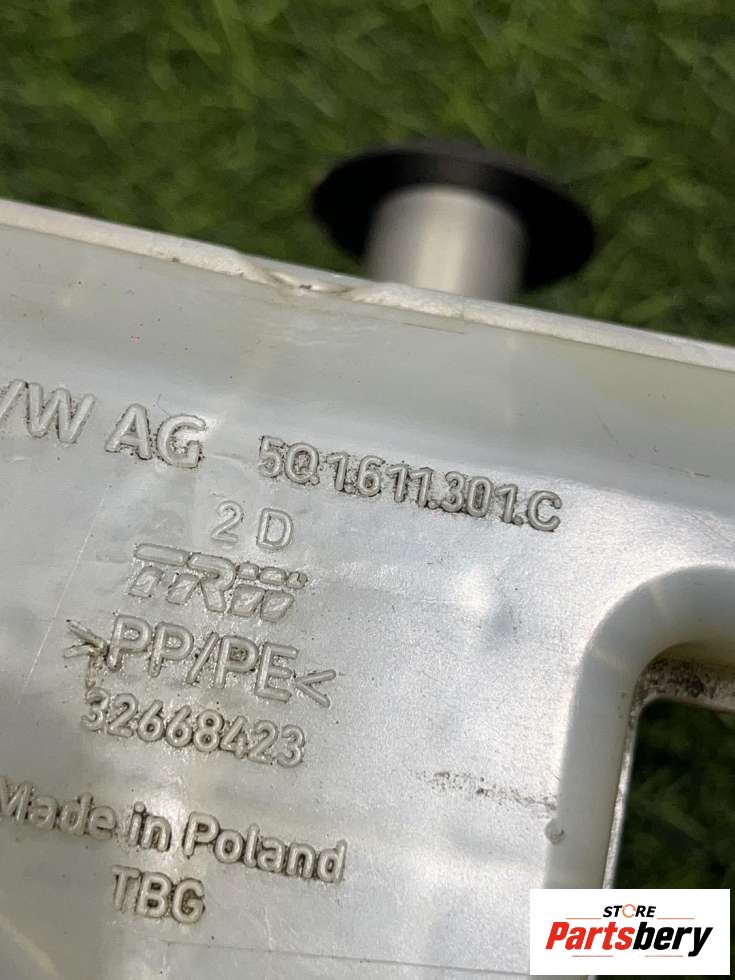 VW AG 5Q1.611.301.C
2 D
TRW
>PP/PE<
32668423
Made in Poland
TBG
STORE
Partsbery